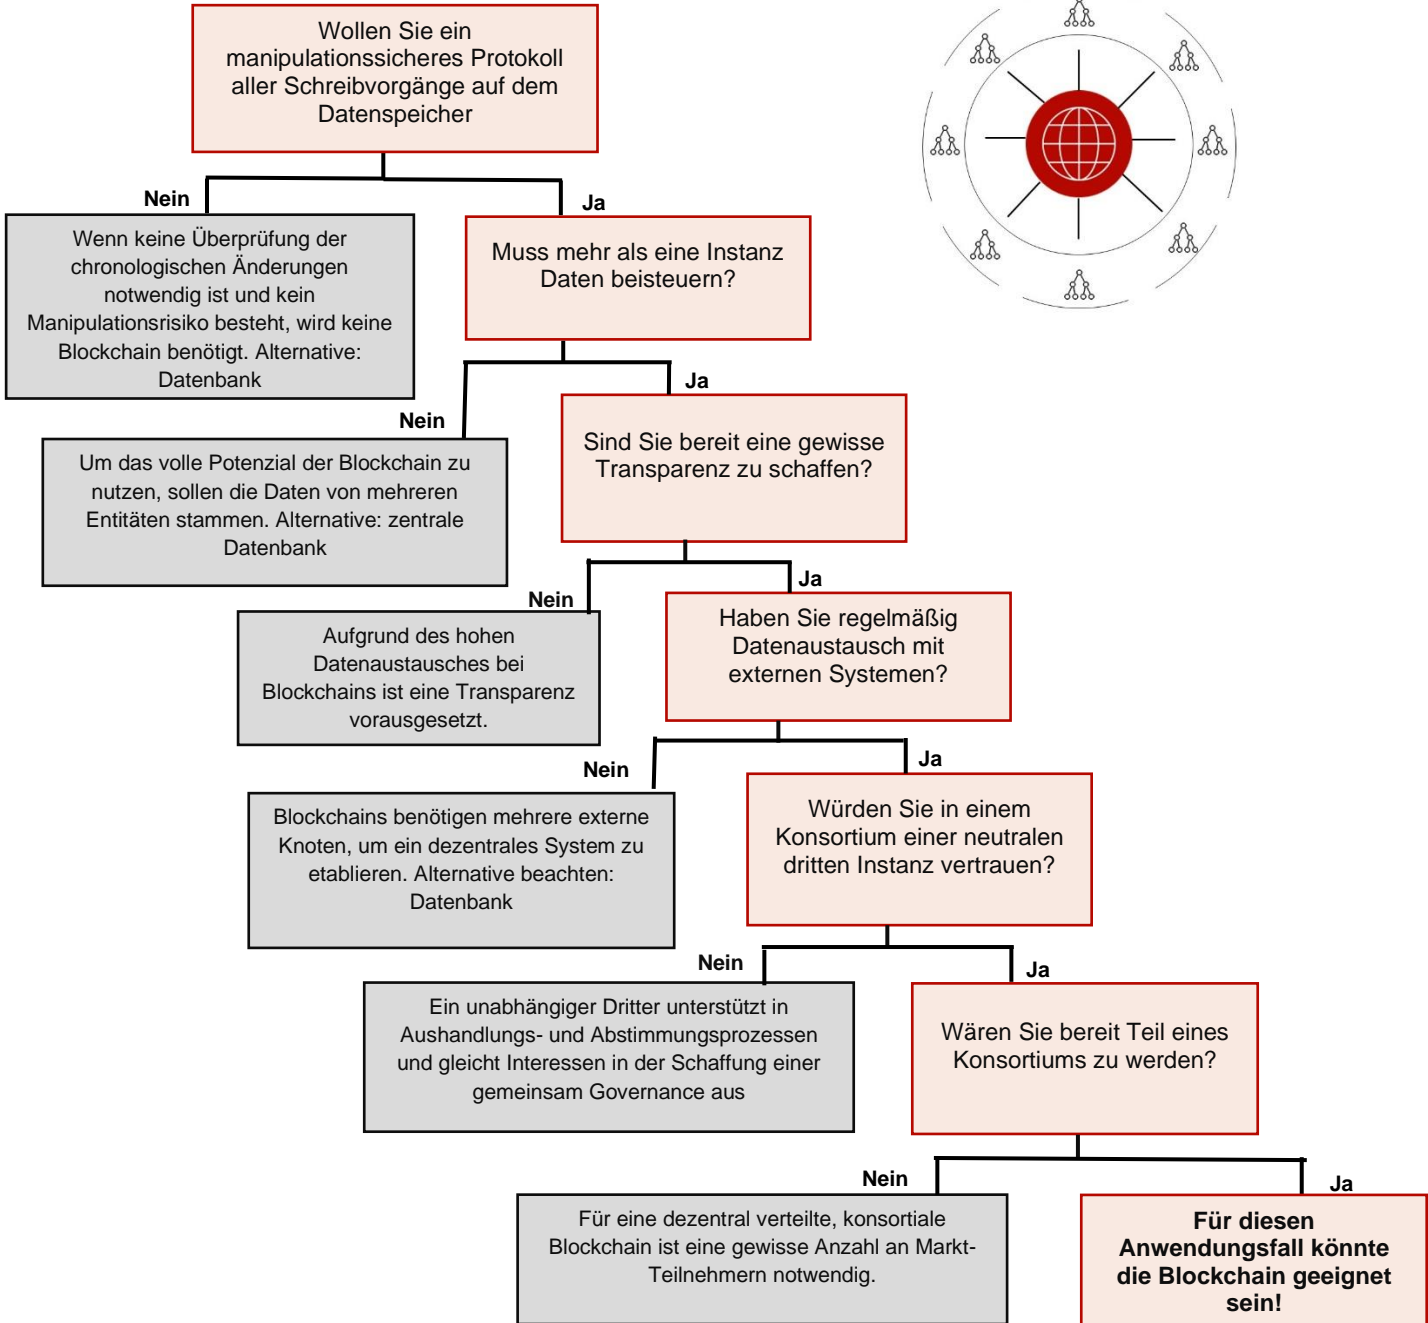 Wollen Sie ein
manipulationssicheres Protokoll
aller Schreibvorgänge auf dem
Datenspeicher
Nein
Ja
Wenn keine Überprüfung der
chronologischen Änderungen
notwendig ist und kein
Manipulationsrisiko besteht, wird keine
Blockchain benötigt. Alternative:
Datenbank
Muss mehr als eine Instanz
Daten beisteuern?
Nein
Ja
Um das volle Potenzial der Blockchain zu
nutzen, sollen die Daten von mehreren
Entitäten stammen. Alternative: zentrale
Datenbank
Sind Sie bereit eine gewisse
Transparenz zu schaffen?
Nein
Ja
Aufgrund des hohen
Datenaustausches bei
Blockchains ist eine Transparenz
vorausgesetzt.
Haben Sie regelmäßig
Datenaustausch mit
externen Systemen?
Nein
Ja
Blockchains benötigen mehrere externe
Knoten, um ein dezentrales System zu
etablieren. Alternative beachten:
Datenbank
Würden Sie in einem
Konsortium einer neutralen
dritten Instanz vertrauen?
Nein
Ja
Ein unabhängiger Dritter unterstützt in
Aushandlungs- und Abstimmungsprozessen
und gleicht Interessen in der Schaffung einer
gemeinsam Governance aus
Wären Sie bereit Teil eines
Konsortiums zu werden?
Nein
Ja
Für eine dezentral verteilte, konsortiale
Blockchain ist eine gewisse Anzahl an Markt-
Teilnehmern notwendig.
Für diesen
Anwendungsfall könnte
die Blockchain geeignet
sein!